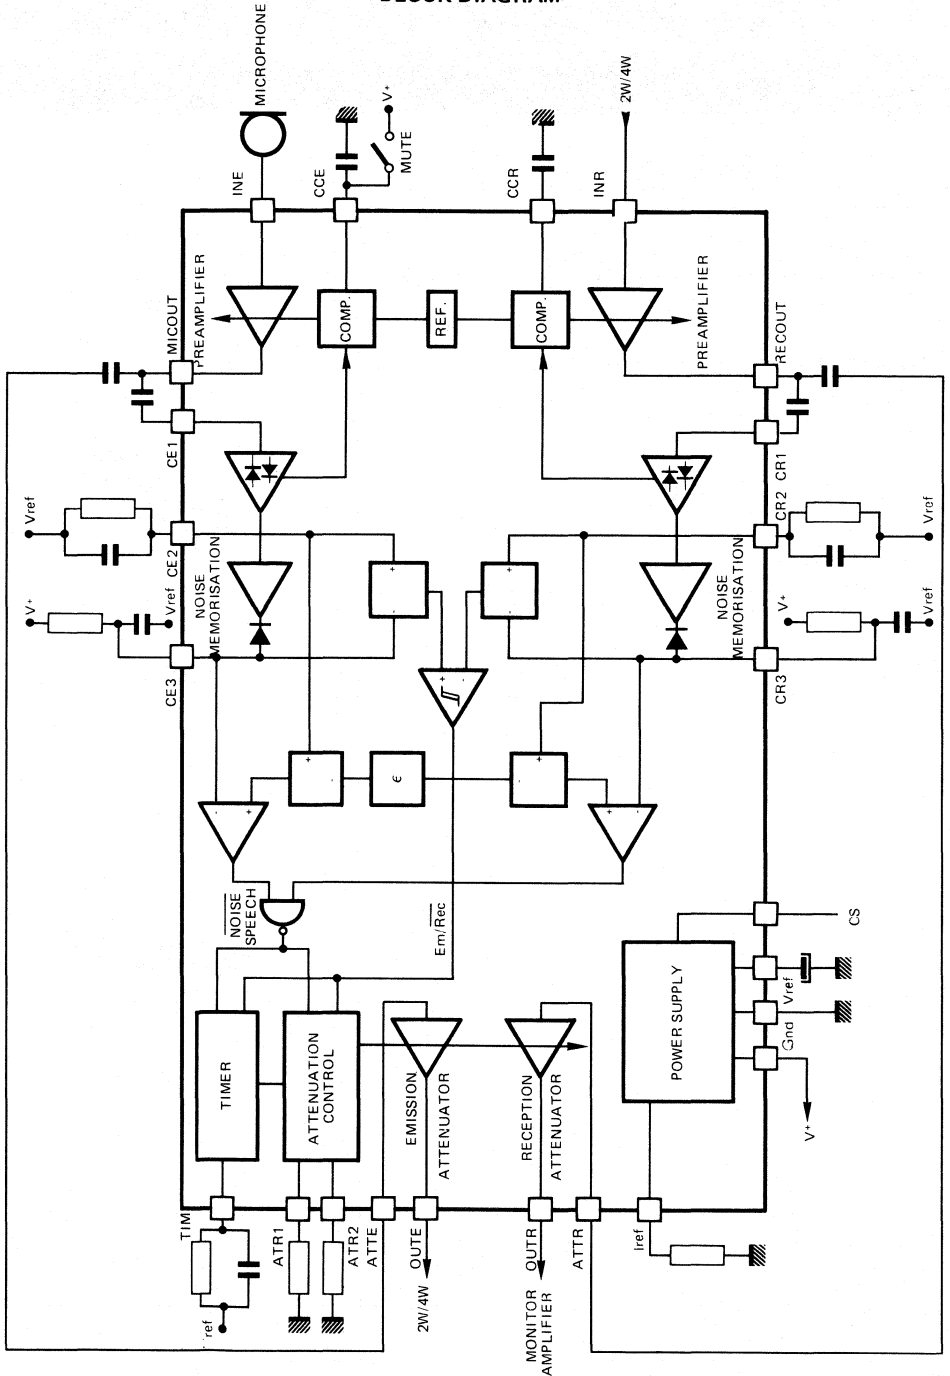 BLOCK DIAGRAM
MICROPHONE
2W/4W
V+
MUTE
INE
CCE
CCR
INR
MICOUT
PREAMPLIFIER
COMP.
REF.
COMP.
PREAMPLIFIER
RECOUT
CE1
CR1
Vref
CE2
CR2
Vref
V+
Vref
NOISE
MEMORISATION
+
-
+
-
NOISE
MEMORISATION
V+
Vref
CE3
CR3
+
-
+
-
ε
+
-
-
+
+
-
NOISE
SPEECH
Em/Rec
CS
Vref
Gnd
V+
TIMER
ATTENUATION
CONTROL
EMISSION
ATTENUATOR
RECEPTION
ATTENUATOR
POWER SUPPLY
TIM
ATR1
ATR2
ATTE
OUTE
OUTR
ATTR
Iref
ref
2W/4W
MONITOR
AMPLIFIER